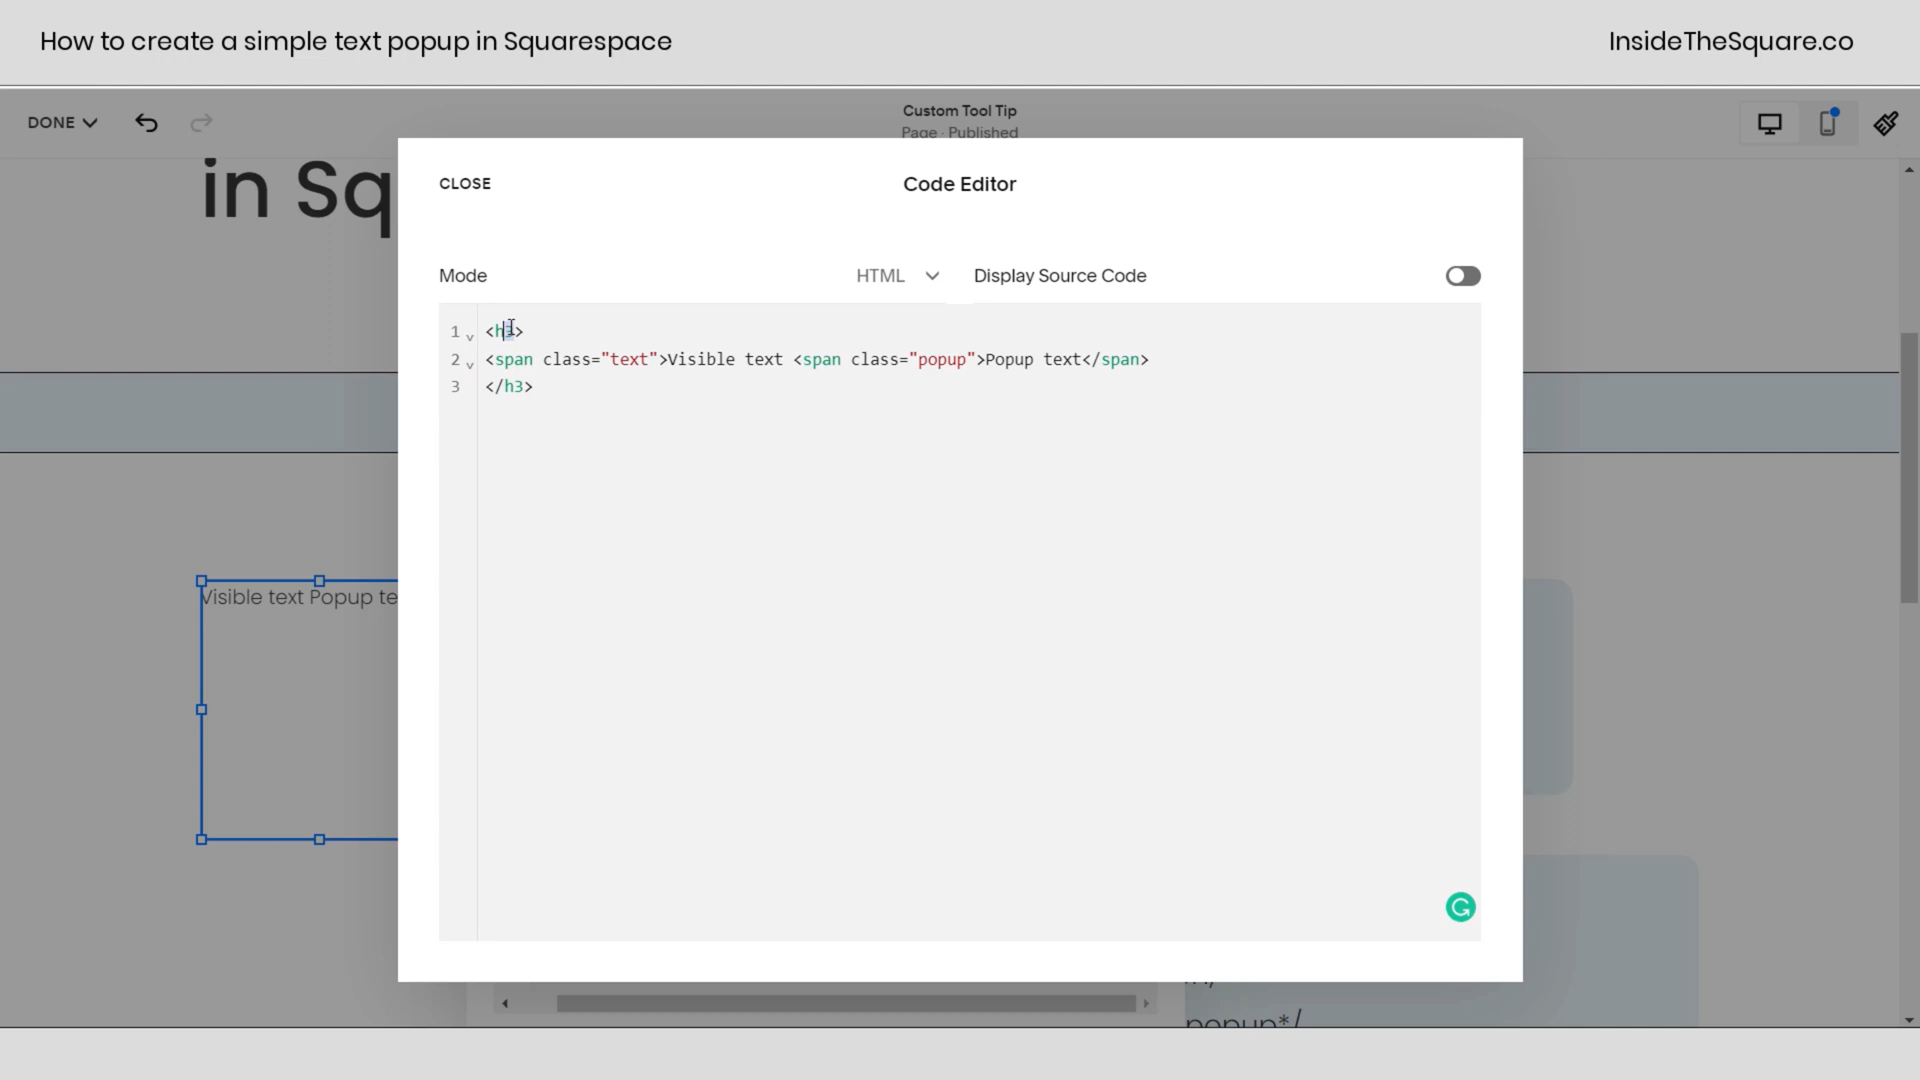 How to create a simple text popup in Squarespace
InsideTheSquare.co
DONE
Custom Tool Tip
Page · Published
in Sq
CLOSE
Code Editor
Mode
HTML
Display Source Code
1 <h3>
2 <span class="text">Visible text <span class="popup">Popup text</span>
3 </h3>
Visible text Popup te
popup*/